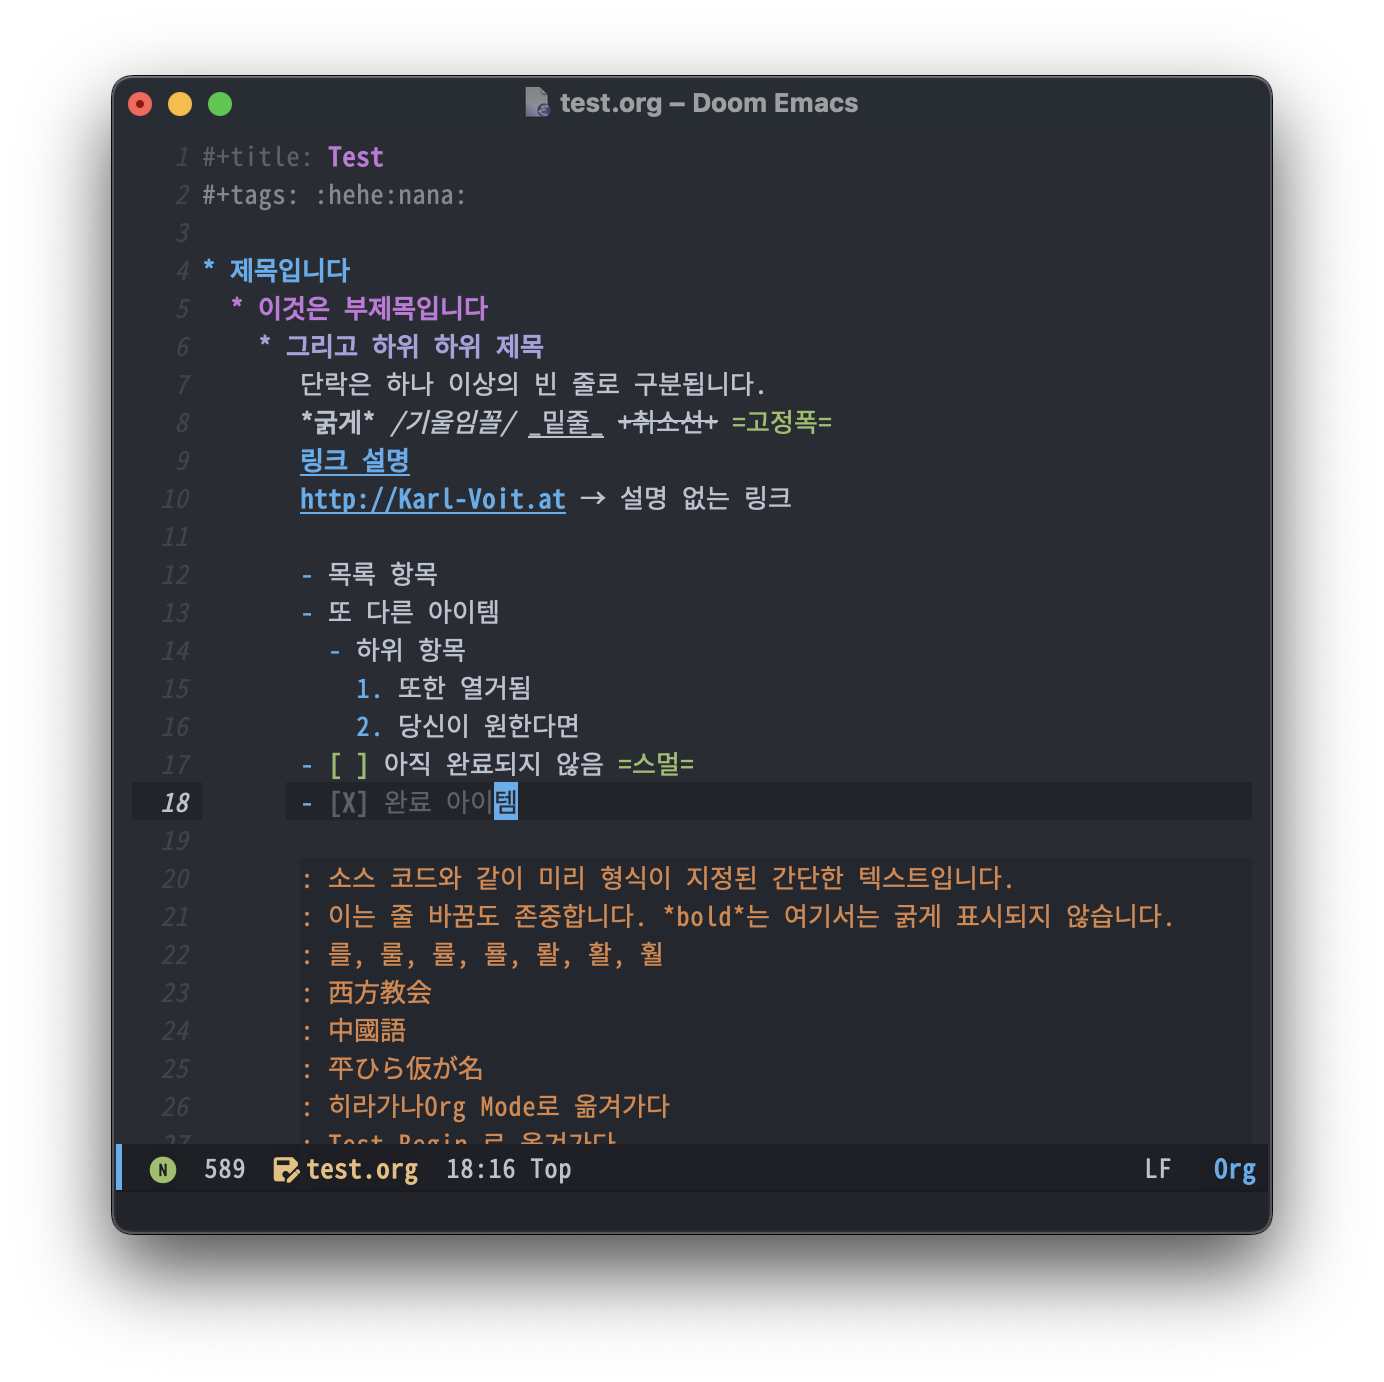 test.org – Doom Emacs
1 #+title: Test
2 #+tags: :hehe:nana:
3
4 * 제목입니다
5 * 이것은 부제목입니다
6 * 그리고 하위 하위 제목
7 단락은 하나 이상의 빈 줄로 구분됩니다.
8 *굵게* /기울임꼴/ _밑줄_ +취소선+ =고정폭=
9 링크 설명
10 http://Karl-Voit.at → 설명 없는 링크
11
12 - 목록 항목
13 - 또 다른 아이템
14 - 하위 항목
15 1. 또한 열거됨
16 2. 당신이 원한다면
17 - [ ] 아직 완료되지 않음 =스멀=
18 - [X] 완료 아이템
19
20 : 소스 코드와 같이 미리 형식이 지정된 간단한 텍스트입니다.
21 : 이는 줄 바꿈도 존중합니다. *bold*는 여기서는 굵게 표시되지 않습니다.
22 : 를, 룰, 률, 룔, 뢀, 활, 훨
23 : 西方教会
24 : 中國語
25 : 平ひら仮が名
26 : 히라가나Org Mode로 옮겨가다
27 : Test Begin 로 옮겨가다
N 589 test.org 18:16 Top LF Org